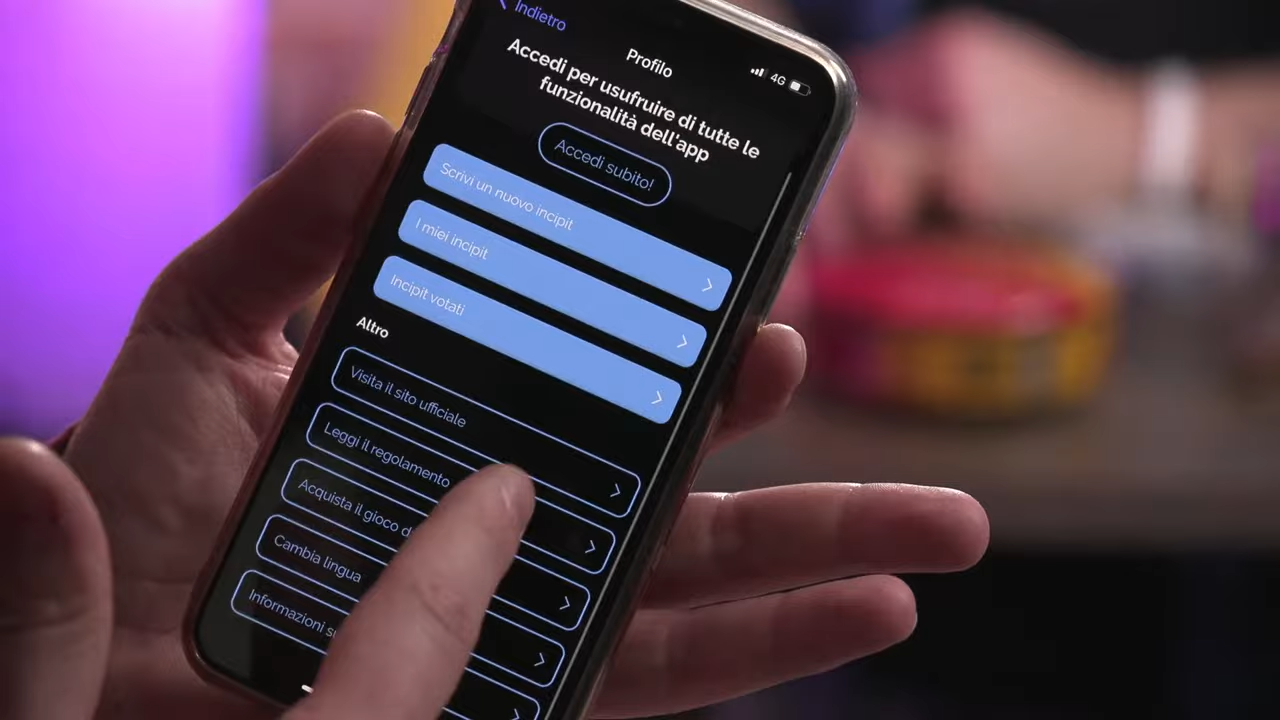 Indietro
Profilo
4G
Accedi per usufruire di tutte le
funzionalità dell'app
Accedi subito!
Scrivi un nuovo incipit
I miei incipit
Incipit votati
Altro
Visita il sito ufficiale
Leggi il regolamento
Acquista il gioco
Cambia lingua
Informazioni